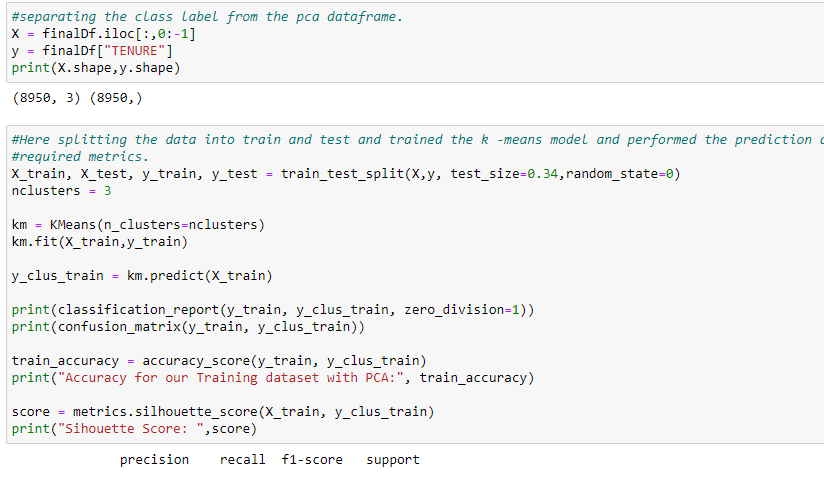 #separating the class label from the pca dataframe.
X = finalDf.iloc[:,0:-1]
y = finalDf["TENURE"]
print(X.shape,y.shape)
(8950, 3) (8950,)
#Here splitting the data into train and test and trained the k -means model and performed the prediction
#required metrics.
X_train, X_test, y_train, y_test = train_test_split(X,y, test_size=0.34,random_state=0)
nclusters = 3
km = KMeans(n_clusters=nclusters)
km.fit(X_train,y_train)
y_clus_train = km.predict(X_train)
print(classification_report(y_train, y_clus_train, zero_division=1))
print(confusion_matrix(y_train, y_clus_train))
train_accuracy = accuracy_score(y_train, y_clus_train)
print("Accuracy for our Training dataset with PCA:", train_accuracy)
score = metrics.silhouette_score(X_train, y_clus_train)
print("Sihouette Score: ",score)
precision recall f1-score support